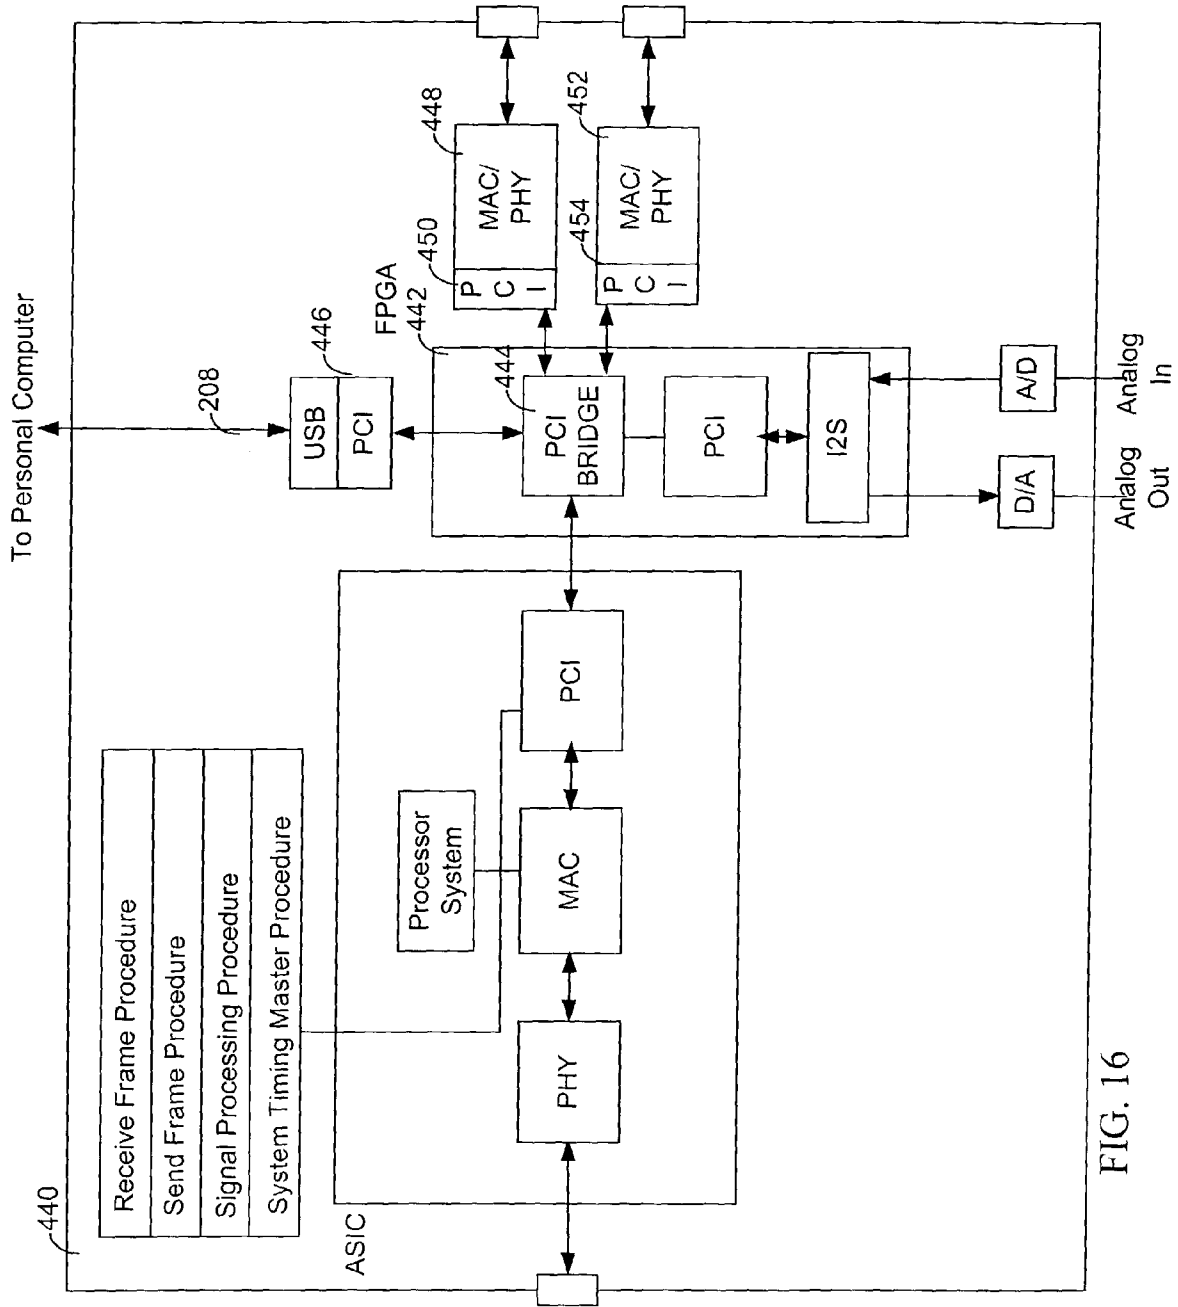 To Personal Computer
440
Receive Frame Procedure
Send Frame Procedure
Signal Processing Procedure
System Timing Master Procedure
208
USB
PCI
446
FPGA
442
450
448
P
C
I
MAC/
PHY
454
452
P
C
I
MAC/
PHY
444
PCI
BRIDGE
PCI
I2S
ASIC
Processor
System
PHY
MAC
PCI
D/A
A/D
Analog
Out
Analog
In
FIG. 16